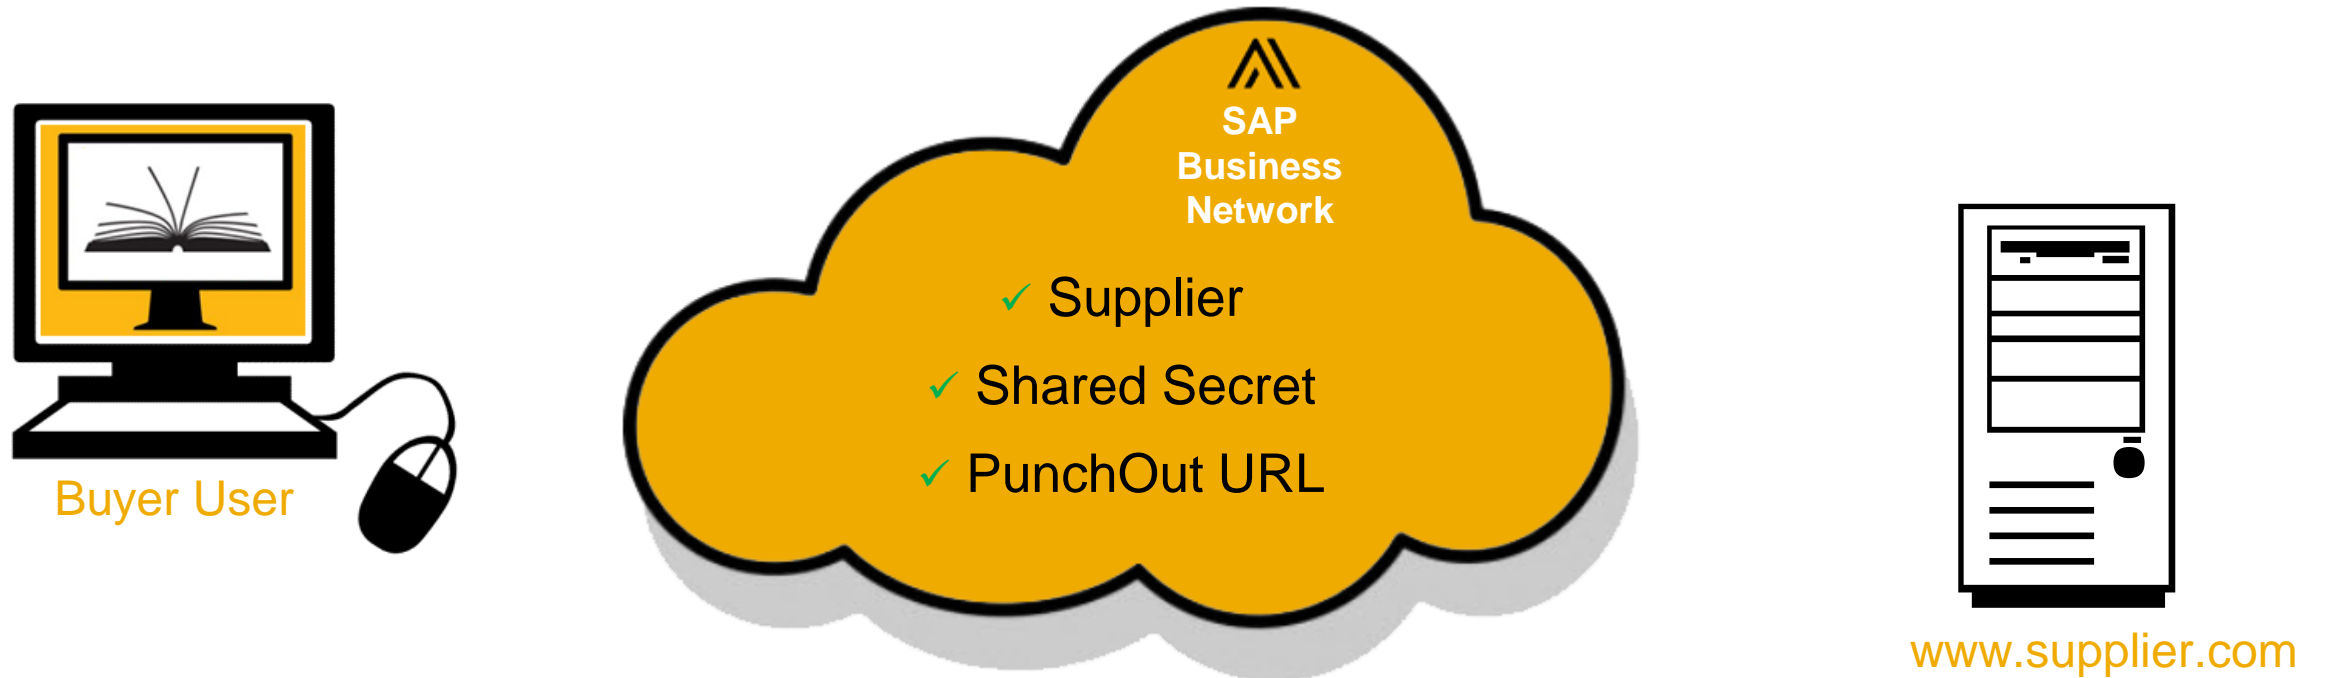 SAP
Business
Network
✓ Supplier
✓ Shared Secret
✓ PunchOut URL
Buyer User
www.supplier.com